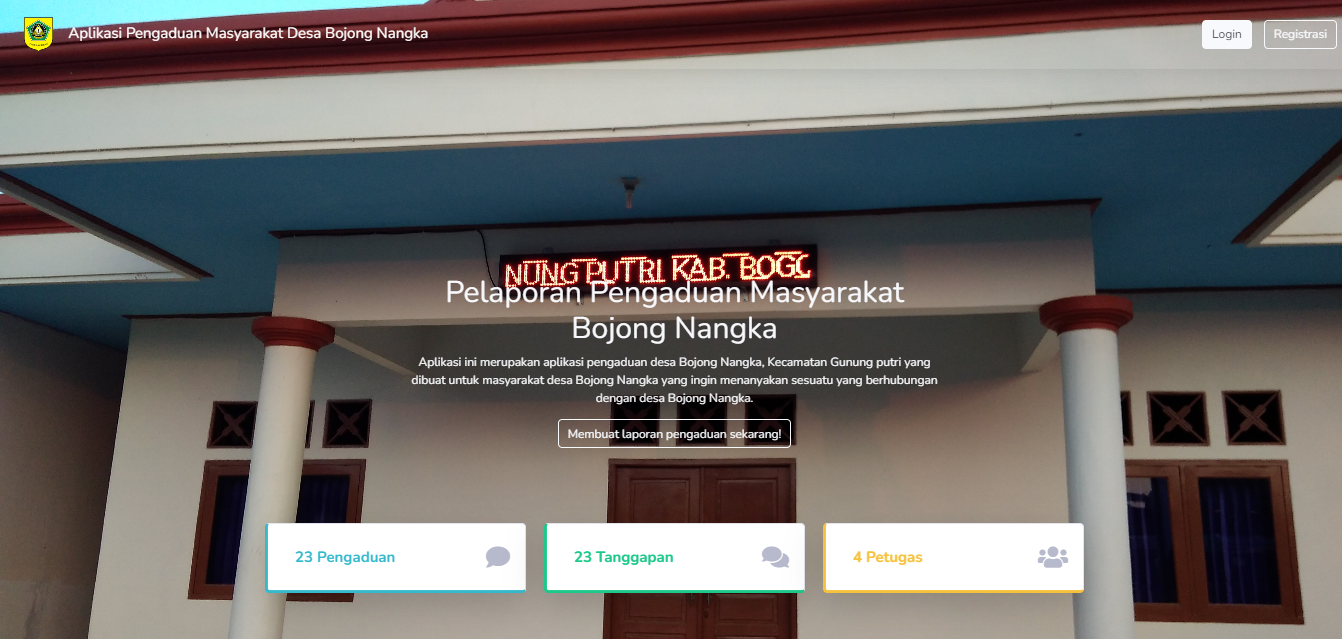 Aplikasi Pengaduan Masyarakat Desa Bojong Nangka
Login
Registrasi
NUNG PUTRI KAB. BOGO
Pelaporan Pengaduan Masyarakat
Bojong Nangka
Aplikasi ini merupakan aplikasi pengaduan desa Bojong Nangka, Kecamatan Gunung putri yang
dibuat untuk masyarakat desa Bojong Nangka yang ingin menanyakan sesuatu yang berhubungan
dengan desa Bojong Nangka.
Membuat laporan pengaduan sekarang!
23 Pengaduan
23 Tanggapan
4 Petugas